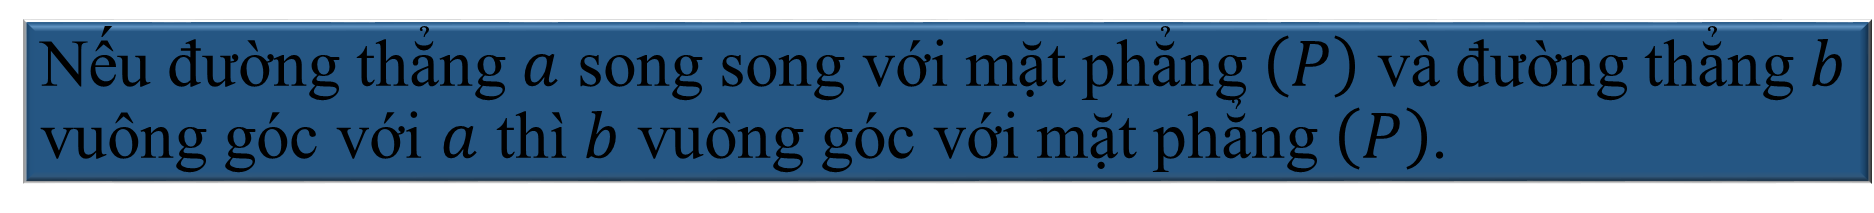 Nếu đường thẳng a song song với mặt phẳng (P) và đường thẳng b
vuông góc với a thì b vuông góc với mặt phẳng (P).